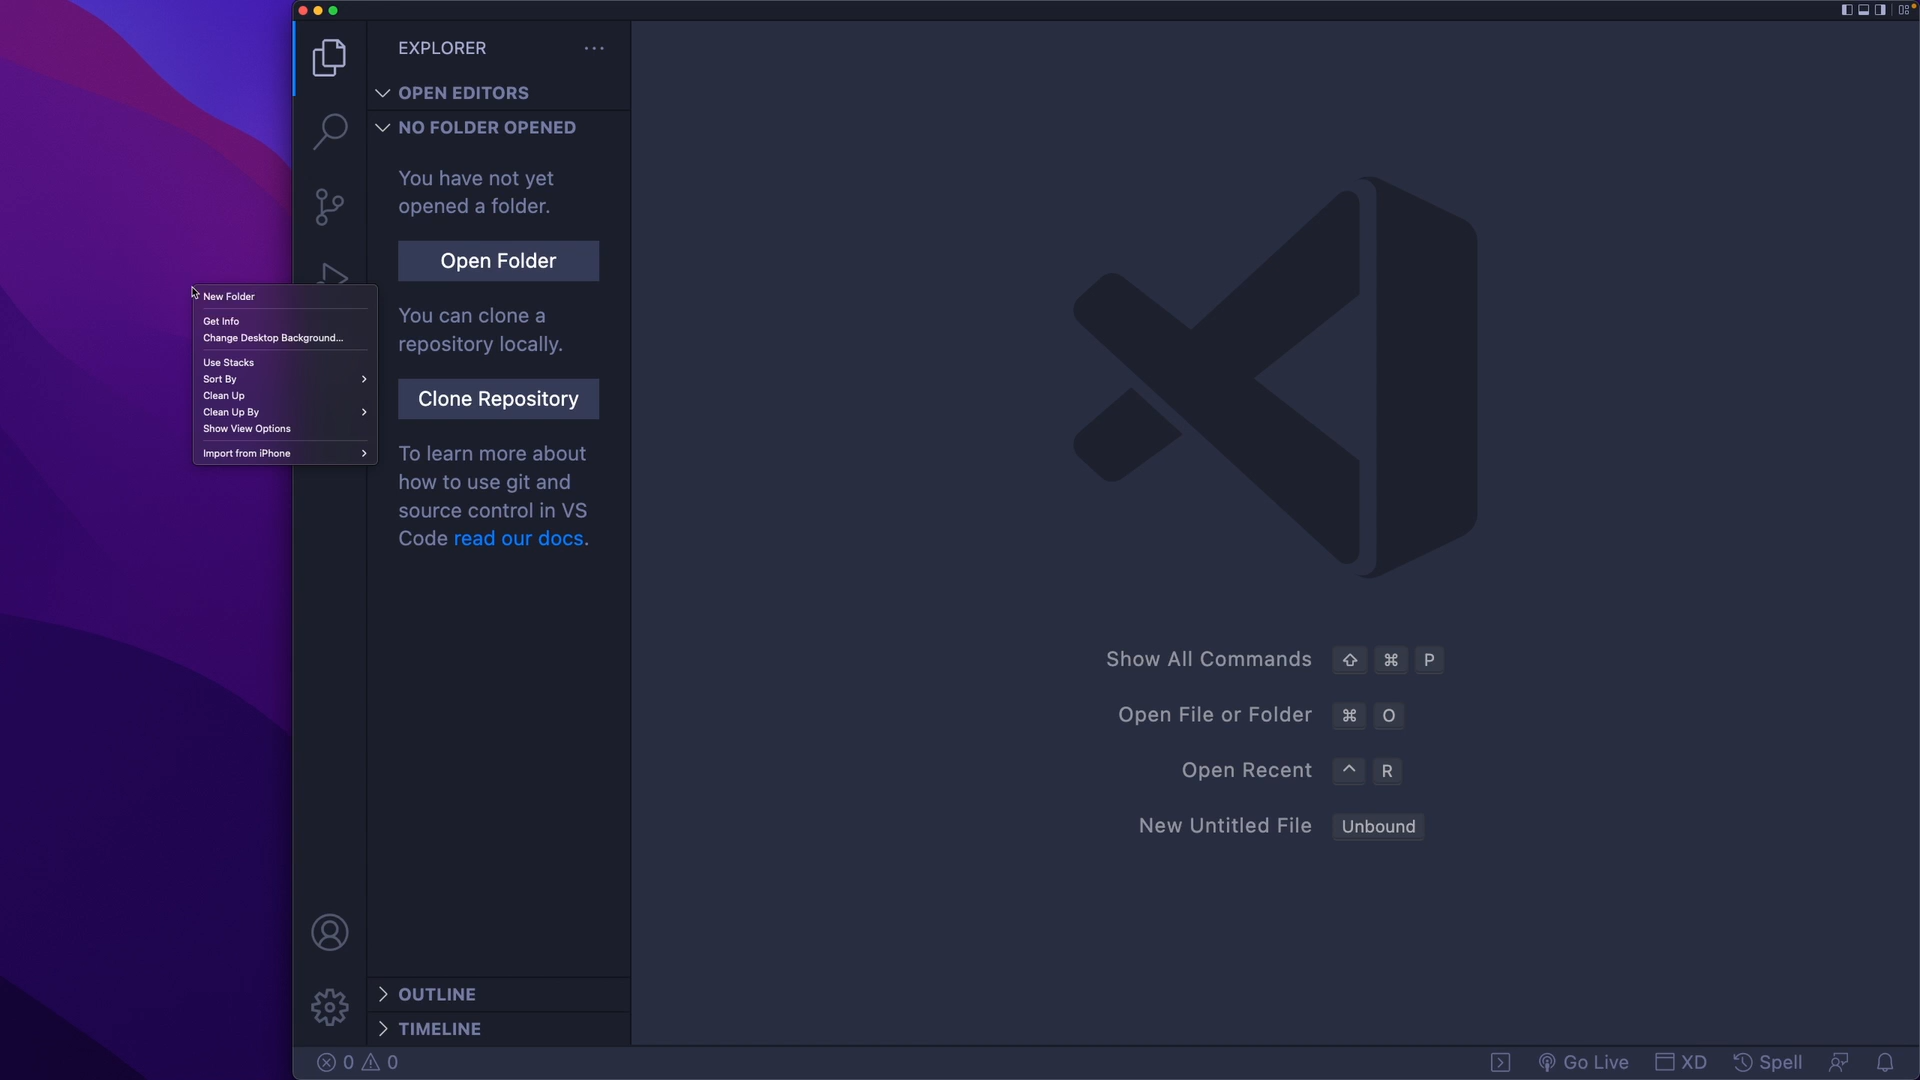 EXPLORER
OPEN EDITORS
NO FOLDER OPENED
You have not yet
opened a folder.
Open Folder
You can clone a
repository locally.
Clone Repository
To learn more about
how to use git and
source control in VS
Code read our docs.
New Folder
Get Info
Change Desktop Background...
Use Stacks
Sort By
Clean Up
Clean Up By
Show View Options
Import from iPhone
Show All Commands ⇧ ⌘ P
Open File or Folder ⌘ O
Open Recent ^ R
New Untitled File Unbound
OUTLINE
TIMELINE
0 0
Go Live XD Spell